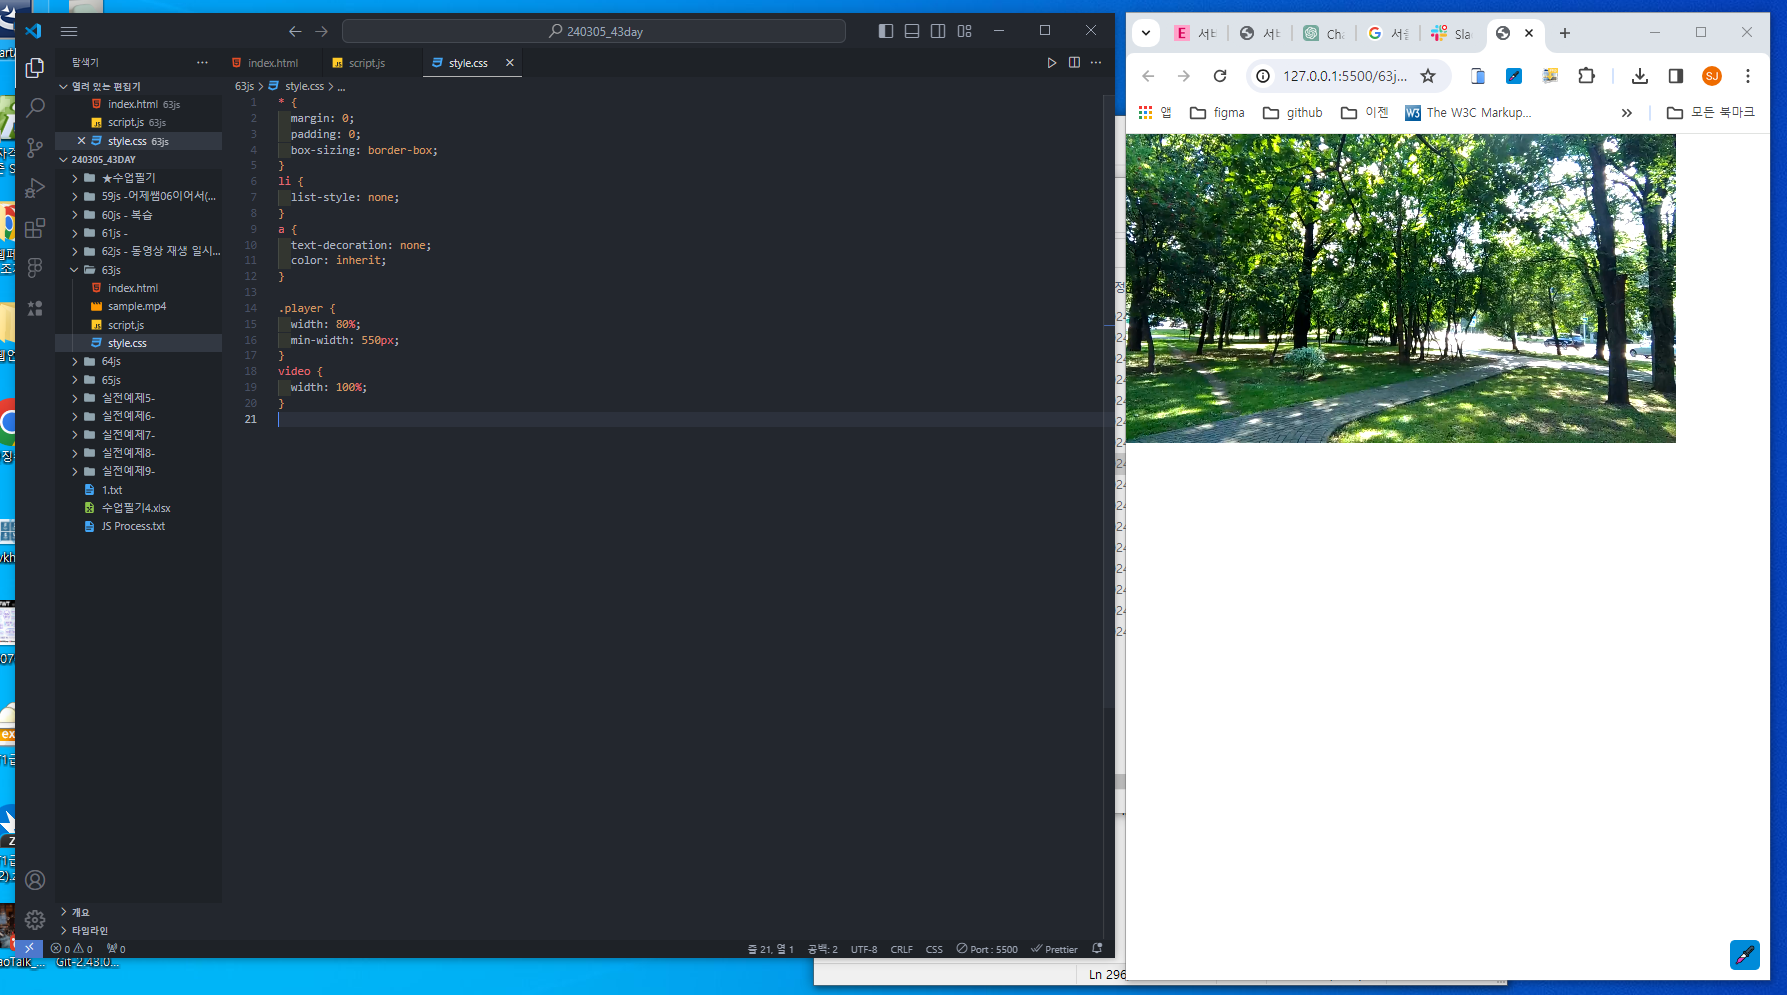 240305_43day
탐색기
열려 있는 편집기
index.html 63js
script.js 63js
style.css 63js
240305_43DAY
★수업필기
59js -어제쌤06이어서(...
60js - 복습
61js -
62js - 동영상 재생 일시...
63js
index.html
sample.mp4
script.js
style.css
64js
65js
실전예제5-
실전예제6-
실전예제7-
실전예제8-
실전예제9-
1.txt
수업필기4.xlsx
JS Process.txt
개요
타임라인
index.html
script.js
style.css
63js > style.css > ...
1 * {
2 margin: 0;
3 padding: 0;
4 box-sizing: border-box;
5 }
6 li {
7 list-style: none;
8 }
9 a {
10 text-decoration: none;
11 color: inherit;
12 }
13
14 .player {
15 width: 80%;
16 min-width: 550px;
17 }
18 video {
19 width: 100%;
20 }
21
0 0 0
줄 21, 열 1 공백: 2 UTF-8 CRLF CSS Port : 5500 Prettier
E
Cha
G
Sla
127.0.0.1:5500/63j...
SJ
앱 figma github 이젠 W3 The W3C Markup... » 모든 북마크
Ln 296
Git-2.43.0...